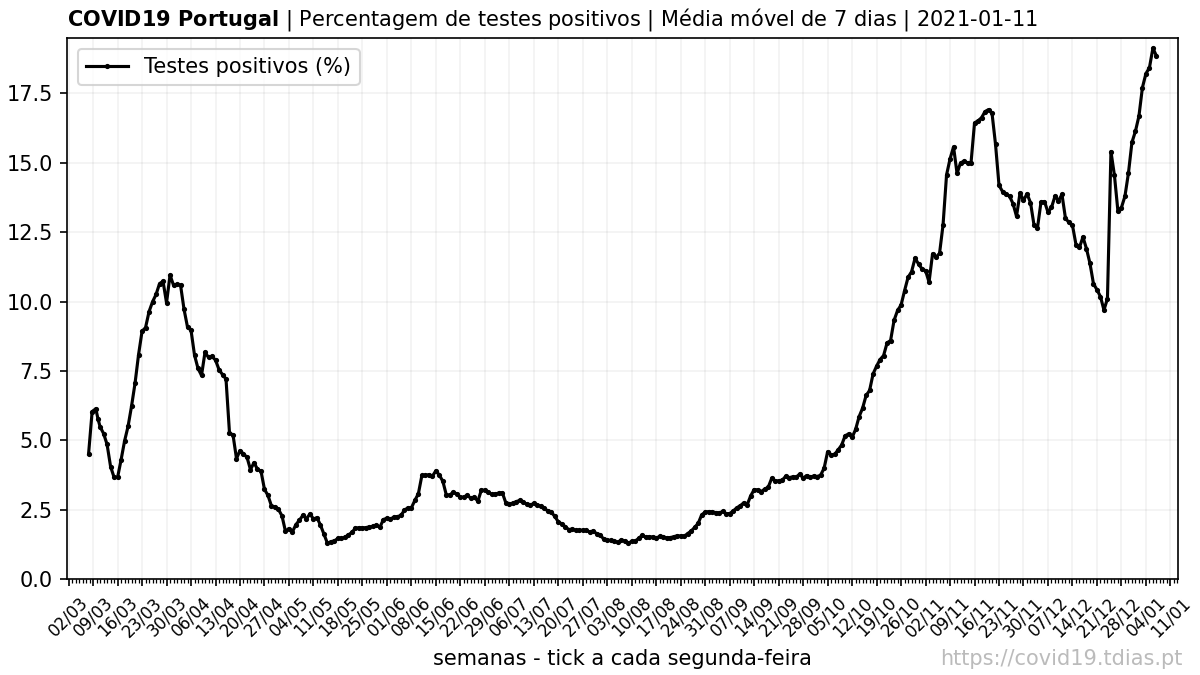 COVID19 Portugal | Percentagem de testes positivos | Média móvel de 7 dias | 2021-01-11
Testes positivos (%)
17.5
15.0
12.5
10.0
7.5
5.0
2.5
0.0
02/03 09/03 16/03 23/03 30/03 06/04 13/04 20/04 27/04 04/05 11/05 18/05 25/05 01/06 08/06 15/06 22/06 29/06 06/07 13/07 20/07 27/07 03/08 10/08 17/08 24/08 31/08 07/09 14/09 21/09 28/09 05/10 12/10 19/10 26/10 02/11 09/11 16/11 23/11 30/11 07/12 14/12 21/12 28/12 04/01 11/01
semanas - tick a cada segunda-feira
https://covid19.tdias.pt